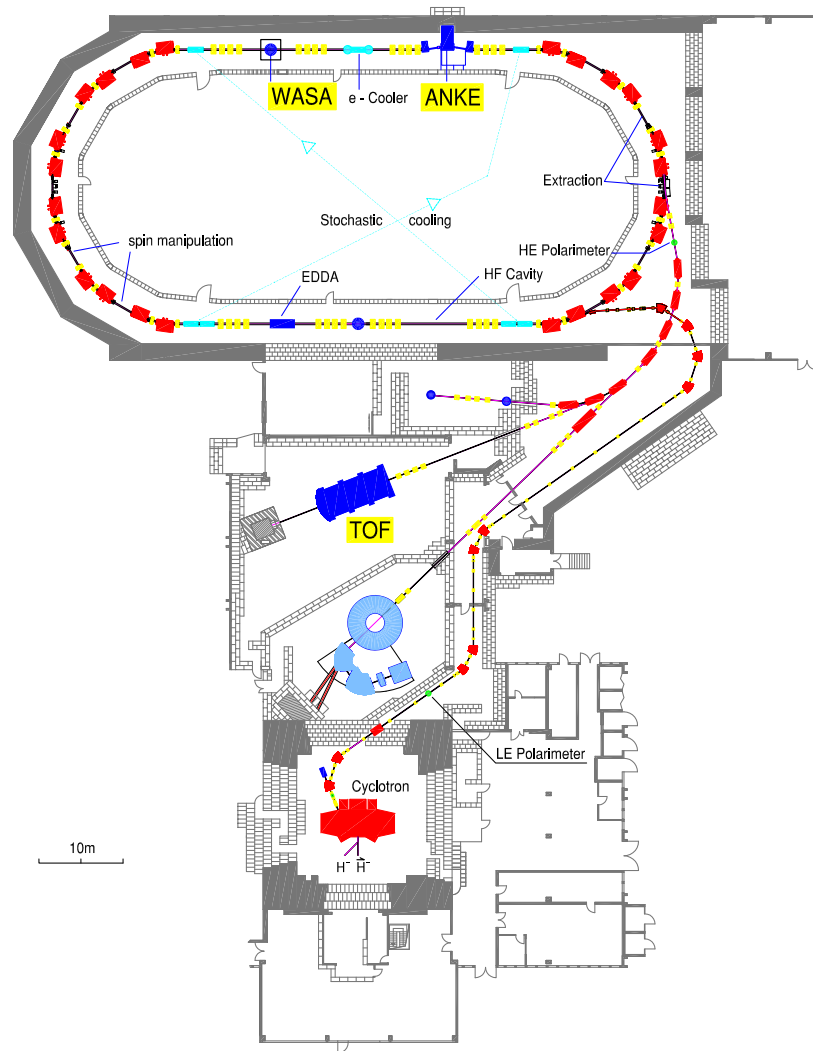 WASA
e - Cooler
ANKE
Extraction
Stochastic cooling
spin manipulation
HE Polarimeter
EDDA
HF Cavity
TOF
LE Polarimeter
Cyclotron
10m
H⁻ H⃗⁻